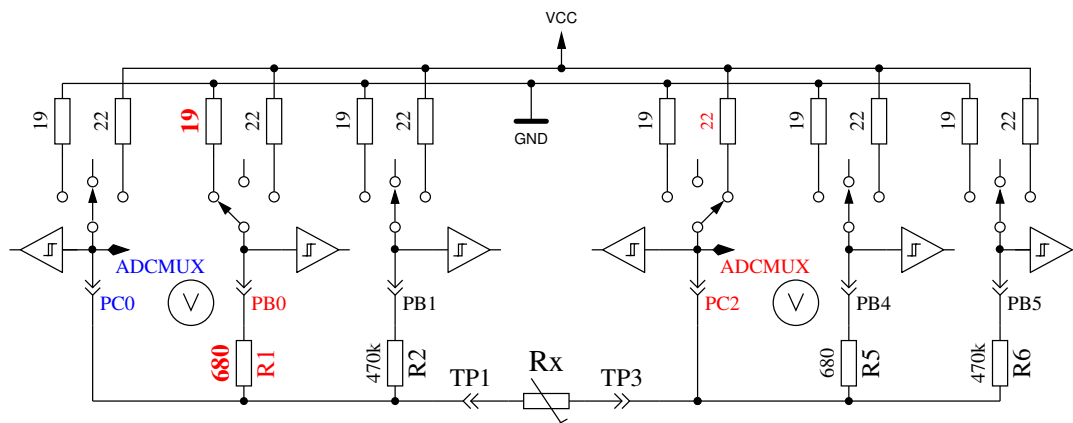 VCC
19
22
19
22
19
22
GND
19
22
19
22
19
22
ADCMUX
ADCMUX
PC0
V
PB0
PB1
PC2
V
PB4
PB5
680
R1
470k
R2
TP1
Rx
TP3
680
R5
470k
R6